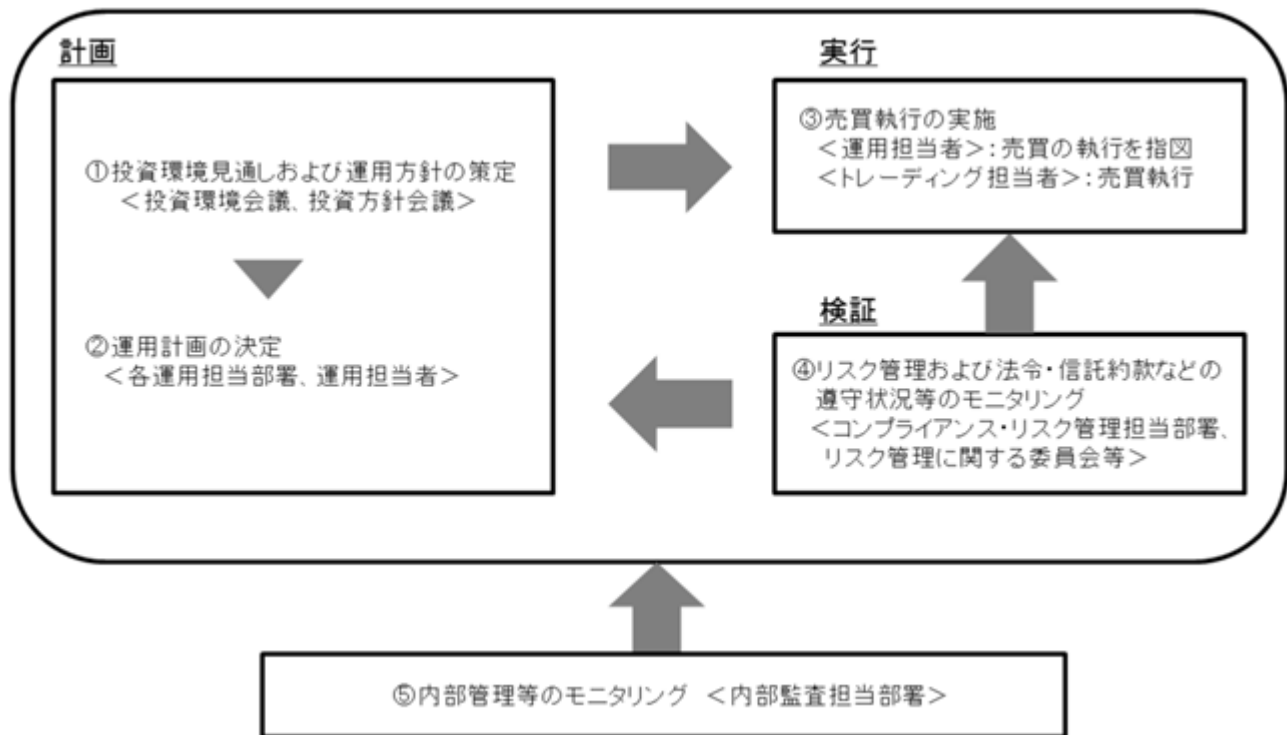 計画
①投資環境見通しおよび運用方針の策定
＜投資環境会議、投資方針会議＞
②運用計画の決定
＜各運用担当部署、運用担当者＞
実行
③売買執行の実施
＜運用担当者＞：売買の執行を指図
＜トレーディング担当者＞：売買執行
検証
④リスク管理および法令・信託約款などの
遵守状況等のモニタリング
＜コンプライアンス・リスク管理担当部署、
リスク管理に関する委員会等＞
⑤内部管理等のモニタリング ＜内部監査担当部署＞